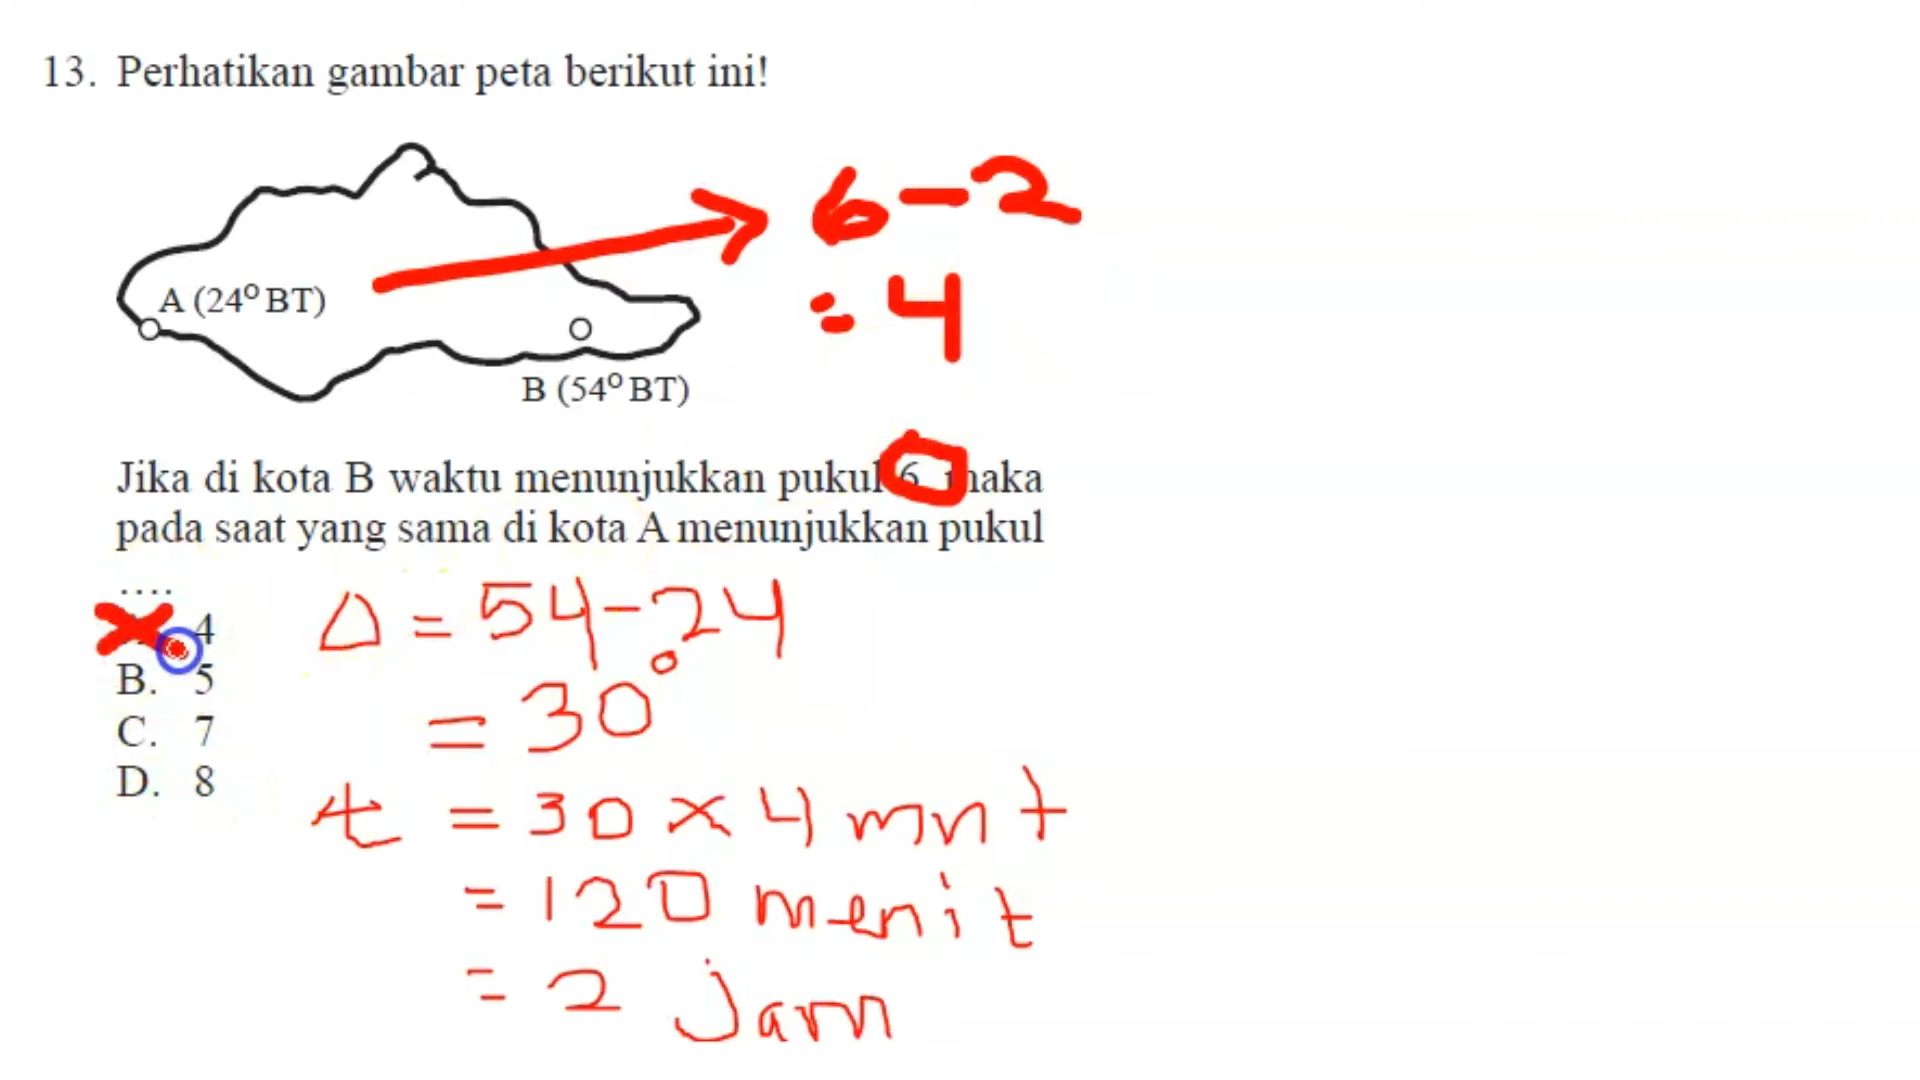 13. Perhatikan gambar peta berikut ini!
6-2
= 4
A (24° BT)
B (54° BT)
Jika di kota B waktu menunjukkan pukul 6 maka
pada saat yang sama di kota A menunjukkan pukul
....
4
B. 5
C. 7
D. 8
Δ = 54-24
= 30°
t = 30 x 4 mnt
= 120 menit
= 2 jam